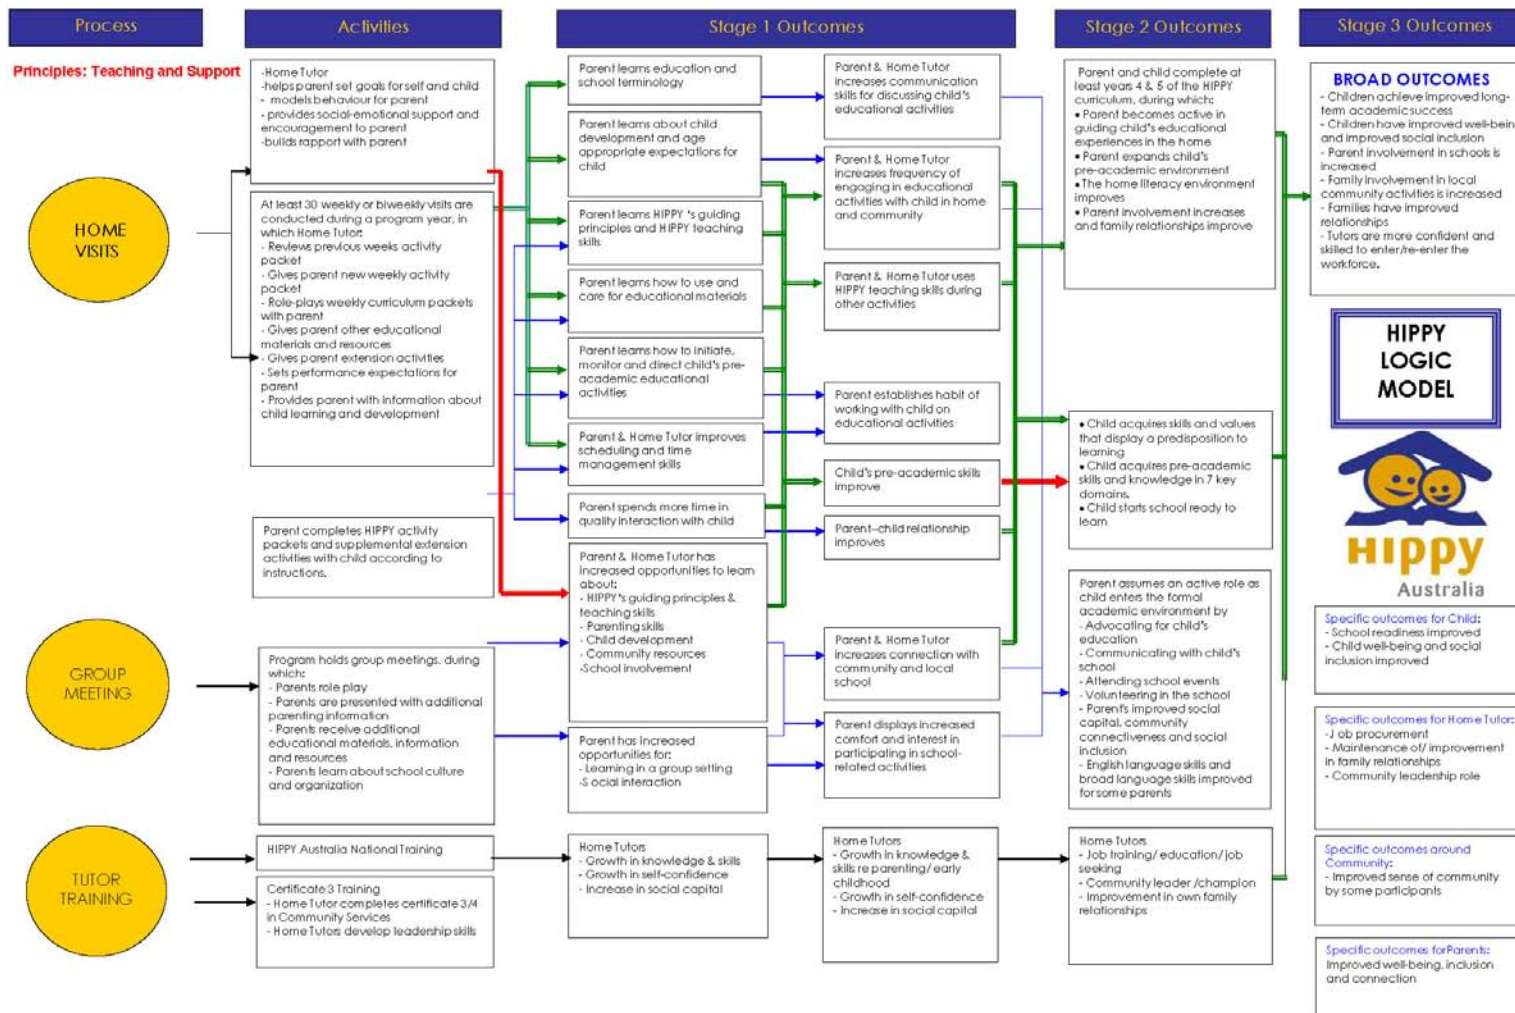 Process
Activities
Stage 1 Outcomes
Stage 2 Outcomes
Stage 3 Outcomes
Principles: Teaching and Support
HOME
VISITS
GROUP
MEETING
TUTOR
TRAINING
-Home Tutor
-helps parent set goals for self and child
- models behaviour for parent
- provides social-emotional support and
encouragement to parent
-builds rapport with parent
At least 30 weekly or biweekly visits are
conducted during a program year, in
which Home Tutor:
- Reviews previous weeks activity
packet
- Gives parent new weekly activity
packet
- Role-plays weekly curriculum packets
with parent
- Gives parent other educational
materials and resources
- Gives parent extension activities
- Sets performance expectations for
parent
- Provides parent with information about
child learning and development
Parent completes HIPPY activity
packets and supplemental extension
activities with child according to
instructions.
Program holds group meetings, during
which:
- Parents role play
- Parents are presented with additional
parenting information
- Parents receive additional
educational materials, information
and resources
- Parents learn about school culture
and organization
HIPPY Australia National Training
Certificate 3 Training
- Home Tutor completes certificate 3/4
in Community Services
- Home Tutors develop leadership skills
Parent learns education and
school terminology
Parent learns about child
development and age
appropriate expectations for
child
Parent learns HIPPY 's guiding
principles and HIPPY teaching
skills
Parent learns how to use and
care for educational materials
Parent learns how to initiate,
monitor and direct child's pre-
academic educational
activities
Parent & Home Tutor improves
scheduling and time
management skills
Parent spends more time in
quality interaction with child
Parent & Home Tutor has
increased opportunities to learn
about:
- HIPPY's guiding principles &
teaching skills
- Parenting skills
- Child development
- Community resources
-School involvement
Parent has increased
opportunities for:
- Learning in a group setting
-S ocial interaction
Home Tutors
- Growth in knowledge & skills
- Growth in self-confidence
- Increase in social capital
Parent & Home Tutor
increases communication
skills for discussing child's
educational activities
Parent & Home Tutor
increases frequency of
engaging in educational
activities with child in home
and community
Parent & Home Tutor uses
HIPPY teaching skills during
other activities
Parent establishes habit of
working with child on
educational activities
Child's pre-academic skills
improve
Parent–child relationship
improves
Parent & Home Tutor
increases connection with
community and local
school
Parent displays increased
comfort and interest in
participating in school-
related activities
Home Tutors
- Growth in knowledge &
skills re parenting/ early
childhood
- Growth in self-confidence
- Increase in social capital
Parent and child complete at
least years 4 & 5 of the HIPPY
curriculum, during which:
• Parent becomes active in
guiding child's educational
experiences in the home
• Parent expands child's
pre-academic environment
• The home literacy environment
improves
• Parent involvement increases
and family relationships improve
• Child acquires skills and values
that display a predisposition to
learning
• Child acquires pre-academic
skills and knowledge in 7 key
domains.
• Child starts school ready to
learn
Parent assumes an active role as
child enters the formal
academic environment by
- Advocating for child's
education
- Communicating with child's
school
- Attending school events
- Volunteering in the school
- Parent's improved social
capital, community
connectiveness and social
inclusion
- English language skills and
broad language skills improved
for some parents
Home Tutors
- Job training/ education/ job
seeking
- Community leader /champion
- Improvement in own family
relationships
BROAD OUTCOMES
- Children achieve improved long-
term academic success
- Children have improved well-bein
and improved social inclusion
- Parent involvement in schools is
increased
- Family involvement in local
community activities is increased
- Families have improved
relationships
- Tutors are more confident and
skilled to enter/re-enter the
workforce.
HIPPY
LOGIC
MODEL
HIPPY
Australia
Specific outcomes for Child:
- School readiness improved
- Child well-being and social
inclusion improved
Specific outcomes for Home Tutor:
-J ob procurement
- Maintenance of/ improvement
in family relationships
- Community leadership role
Specific outcomes around
Community:
- Improved sense of community
by some participants
Specific outcomes forParents:
Improved well-being, inclusion
and connection